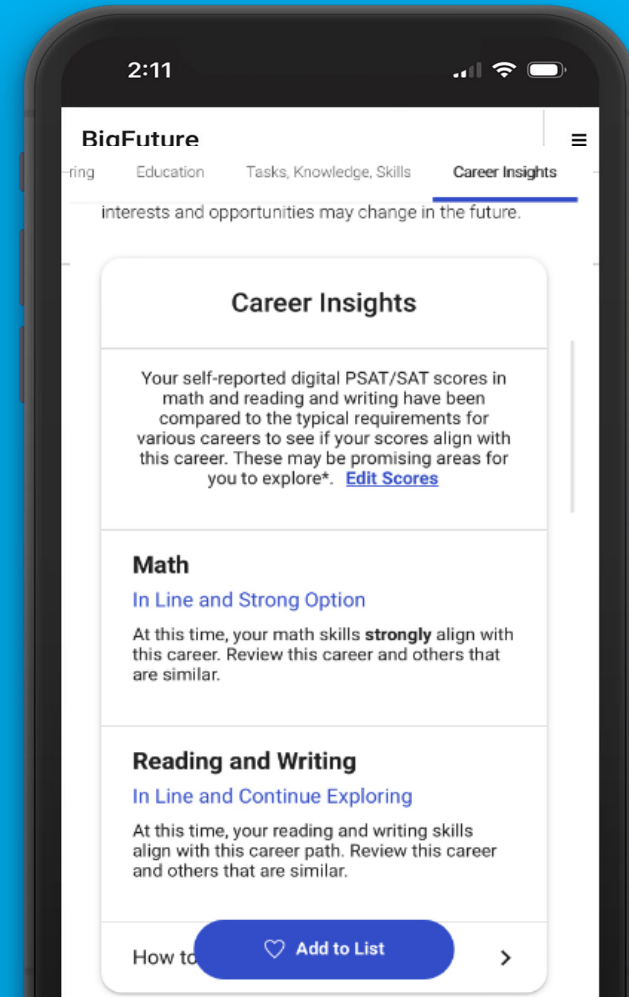 2:11
BigFuture
ring Education Tasks, Knowledge, Skills Career Insights
interests and opportunities may change in the future.
Career Insights
Your self-reported digital PSAT/SAT scores in
math and reading and writing have been
compared to the typical requirements for
various careers to see if your scores align with
this career. These may be promising areas for
you to explore*. Edit Scores
Math
In Line and Strong Option
At this time, your math skills strongly align with
this career. Review this career and others that
are similar.
Reading and Writing
In Line and Continue Exploring
At this time, your reading and writing skills
align with this career path. Review this career
and others that are similar.
How to
Add to List